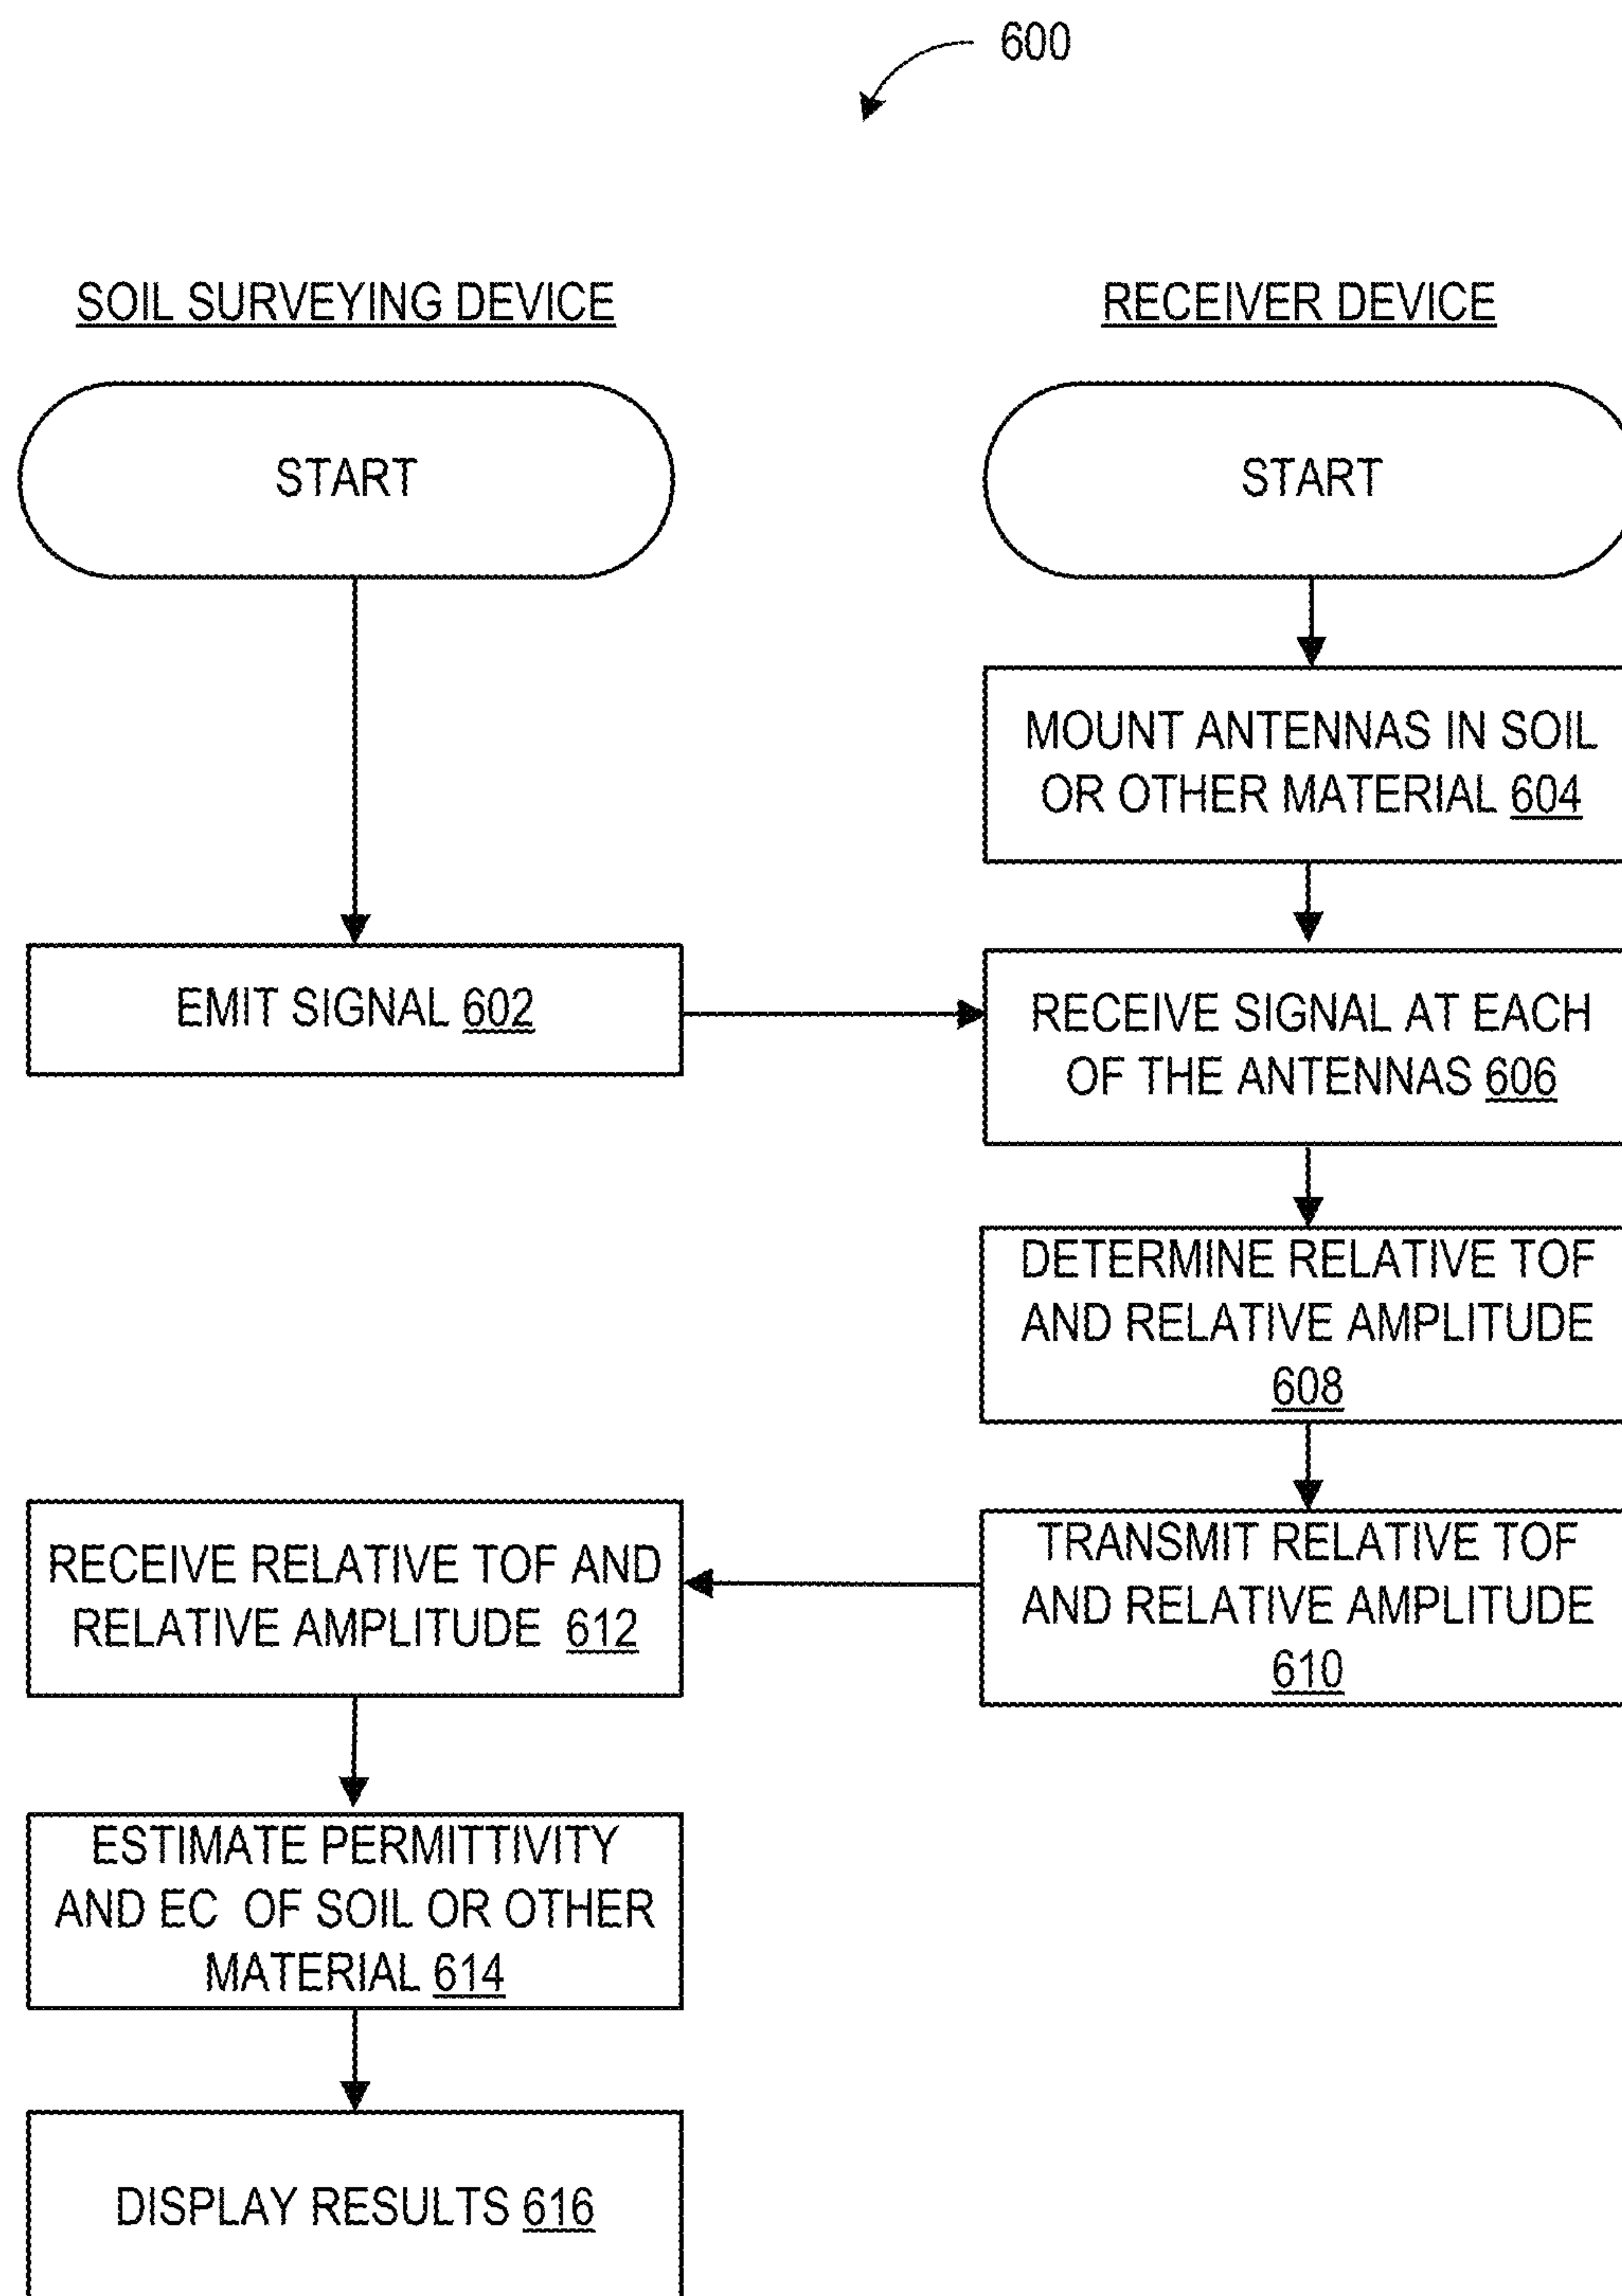 600
SOIL SURVEYING DEVICE
RECEIVER DEVICE
START
START
MOUNT ANTENNAS IN SOIL
OR OTHER MATERIAL 604
EMIT SIGNAL 602
RECEIVE SIGNAL AT EACH
OF THE ANTENNAS 606
DETERMINE RELATIVE TOF
AND RELATIVE AMPLITUDE
608
TRANSMIT RELATIVE TOF
AND RELATIVE AMPLITUDE
610
RECEIVE RELATIVE TOF AND
RELATIVE AMPLITUDE 612
ESTIMATE PERMITTIVITY
AND EC OF SOIL OR OTHER
MATERIAL 614
DISPLAY RESULTS 616